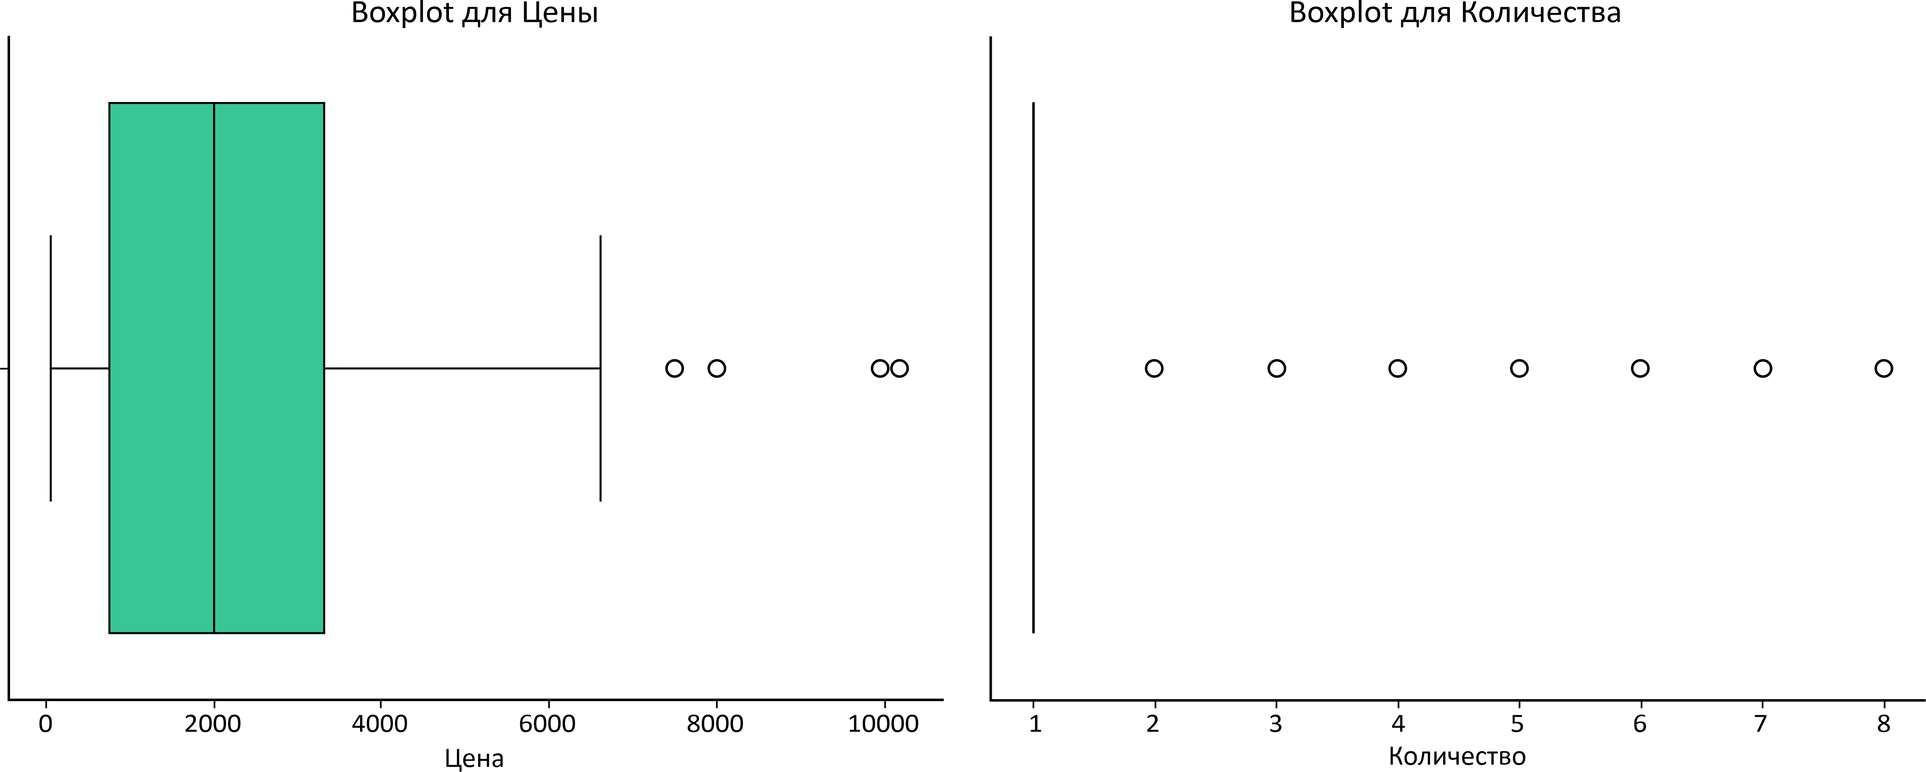 Boxplot для Цены
0 2000 4000 6000 8000 10000
Цена
Boxplot для Количества
1 2 3 4 5 6 7 8
Количество